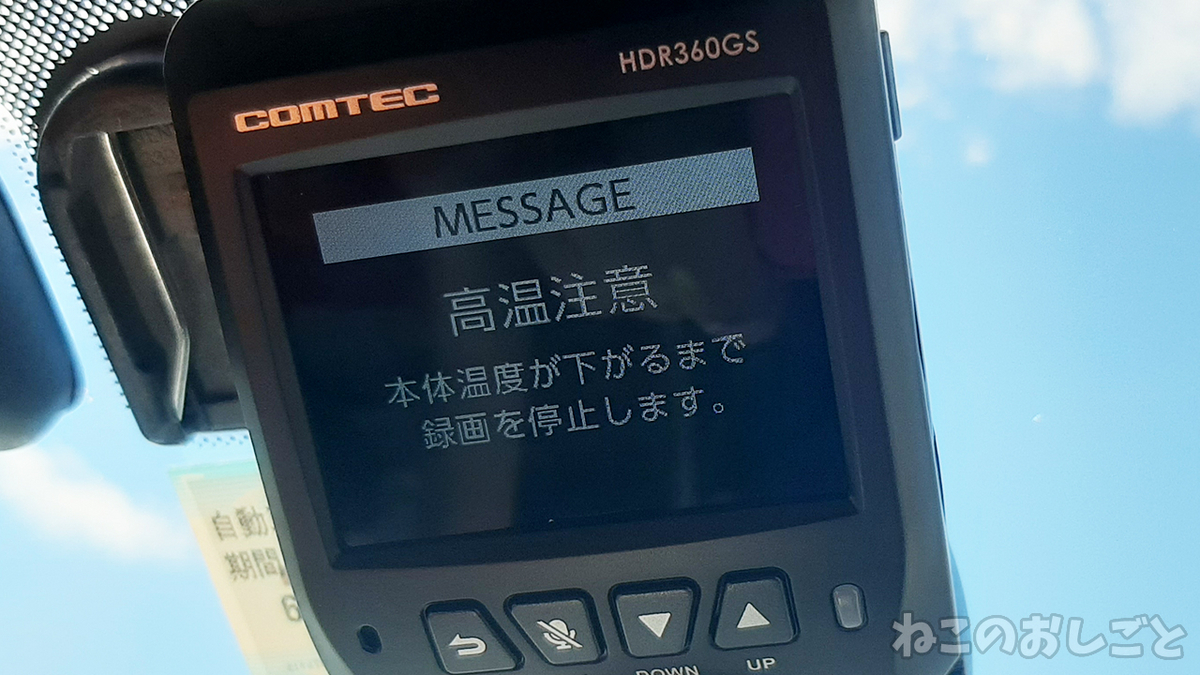 HDR360GS
COMTEC
MESSAGE
高温注意
本体温度が下がるまで
録画を停止します。
自動
期間
6
DOWN
UP
ねこのおしごと